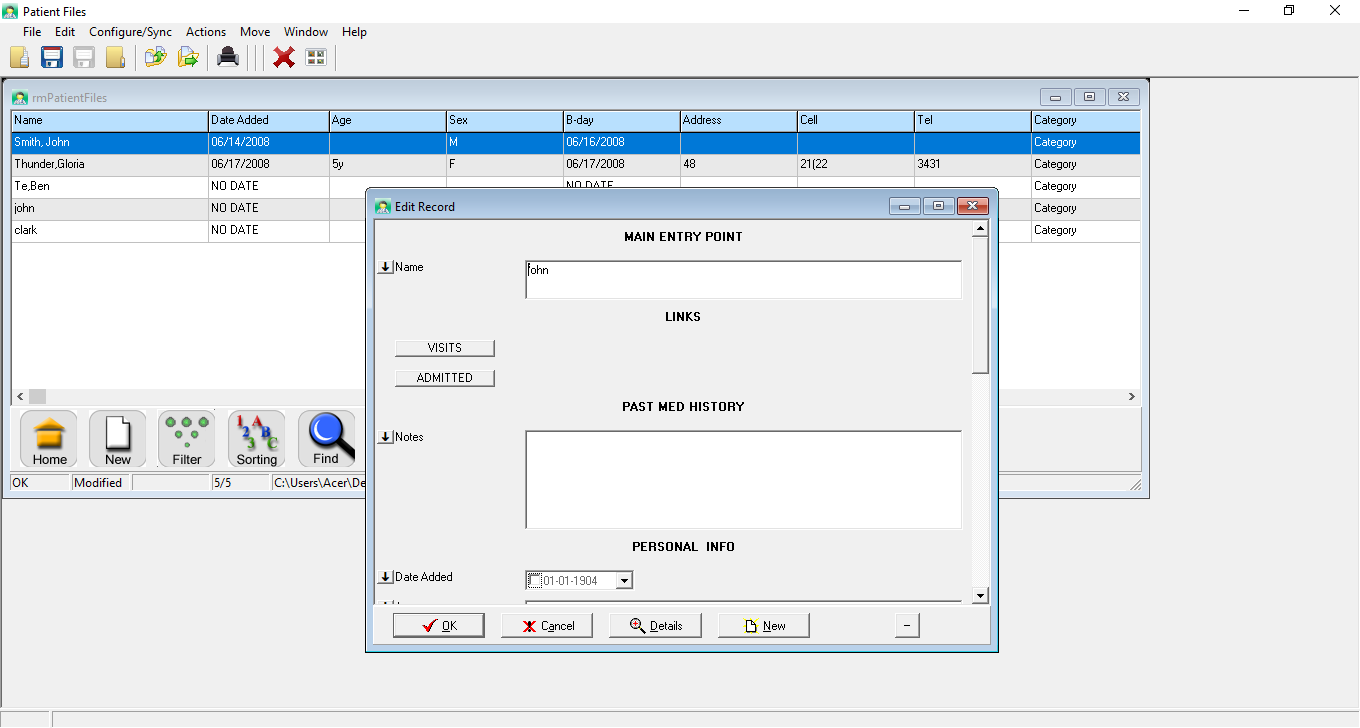 Patient Files
File Edit Configure/Sync Actions Move Window Help
rmPatientFiles
Name Date Added Age Sex B-day Address Cell Tel Category
Smith, John 06/14/2008 M 06/16/2008 Category
Thunder,Gloria 06/17/2008 5y F 06/17/2008 48 21(22 3431 Category
Te,Ben NO DATE NO DATE Category
john NO DATE Category
clark NO DATE Category
Edit Record
MAIN ENTRY POINT
Name john
LINKS
VISITS
ADMITTED
PAST MED HISTORY
Notes
PERSONAL INFO
Date Added 01-01-1904
OK Cancel Details New −
Home New Filter Sorting Find
OK Modified 5/5 C:\Users\Acer\De